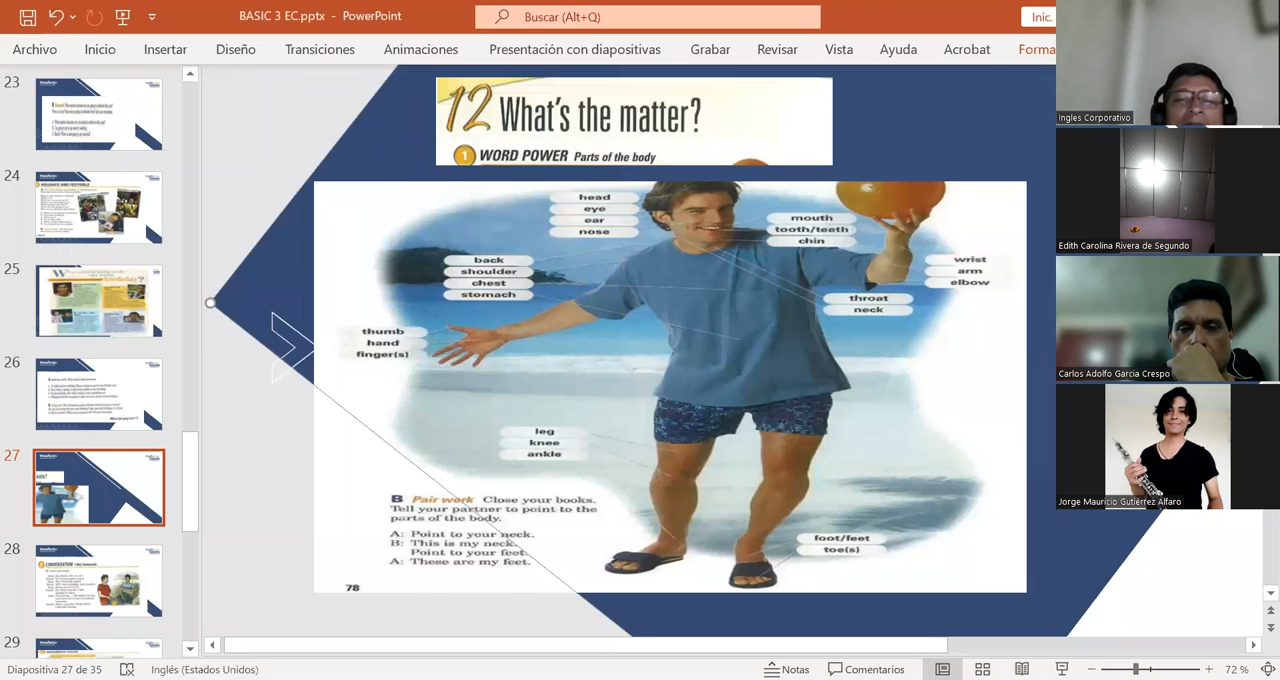 BASIC 3 EC.pptx - PowerPoint
Buscar (Alt+Q)
Inic.
Archivo Inicio Insertar Diseño Transiciones Animaciones Presentación con diapositivas Grabar Revisar Vista Ayuda Acrobat Forma
23
24
25
26
27
28
29
12 What's the matter?
1 WORD POWER Parts of the body
head
eye
ear
nose
mouth
tooth/teeth
chin
back
shoulder
chest
stomach
wrist
arm
elbow
throat
neck
thumb
hand
finger(s)
leg
knee
ankle
foot/feet
toe(s)
B Pair work Close your books.
Tell your partner to point to the
parts of the body.
A: Point to your neck.
B: This is my neck.
Point to your feet.
A: These are my feet.
78
Ingles Corporativo
Edith Carolina Rivera de Segundo
Carlos Adolfo Garcia Crespo
Jorge Mauricio Gutiérrez Alfaro
Diapositiva 27 de 35 Inglés (Estados Unidos) Notas Comentarios 72 %